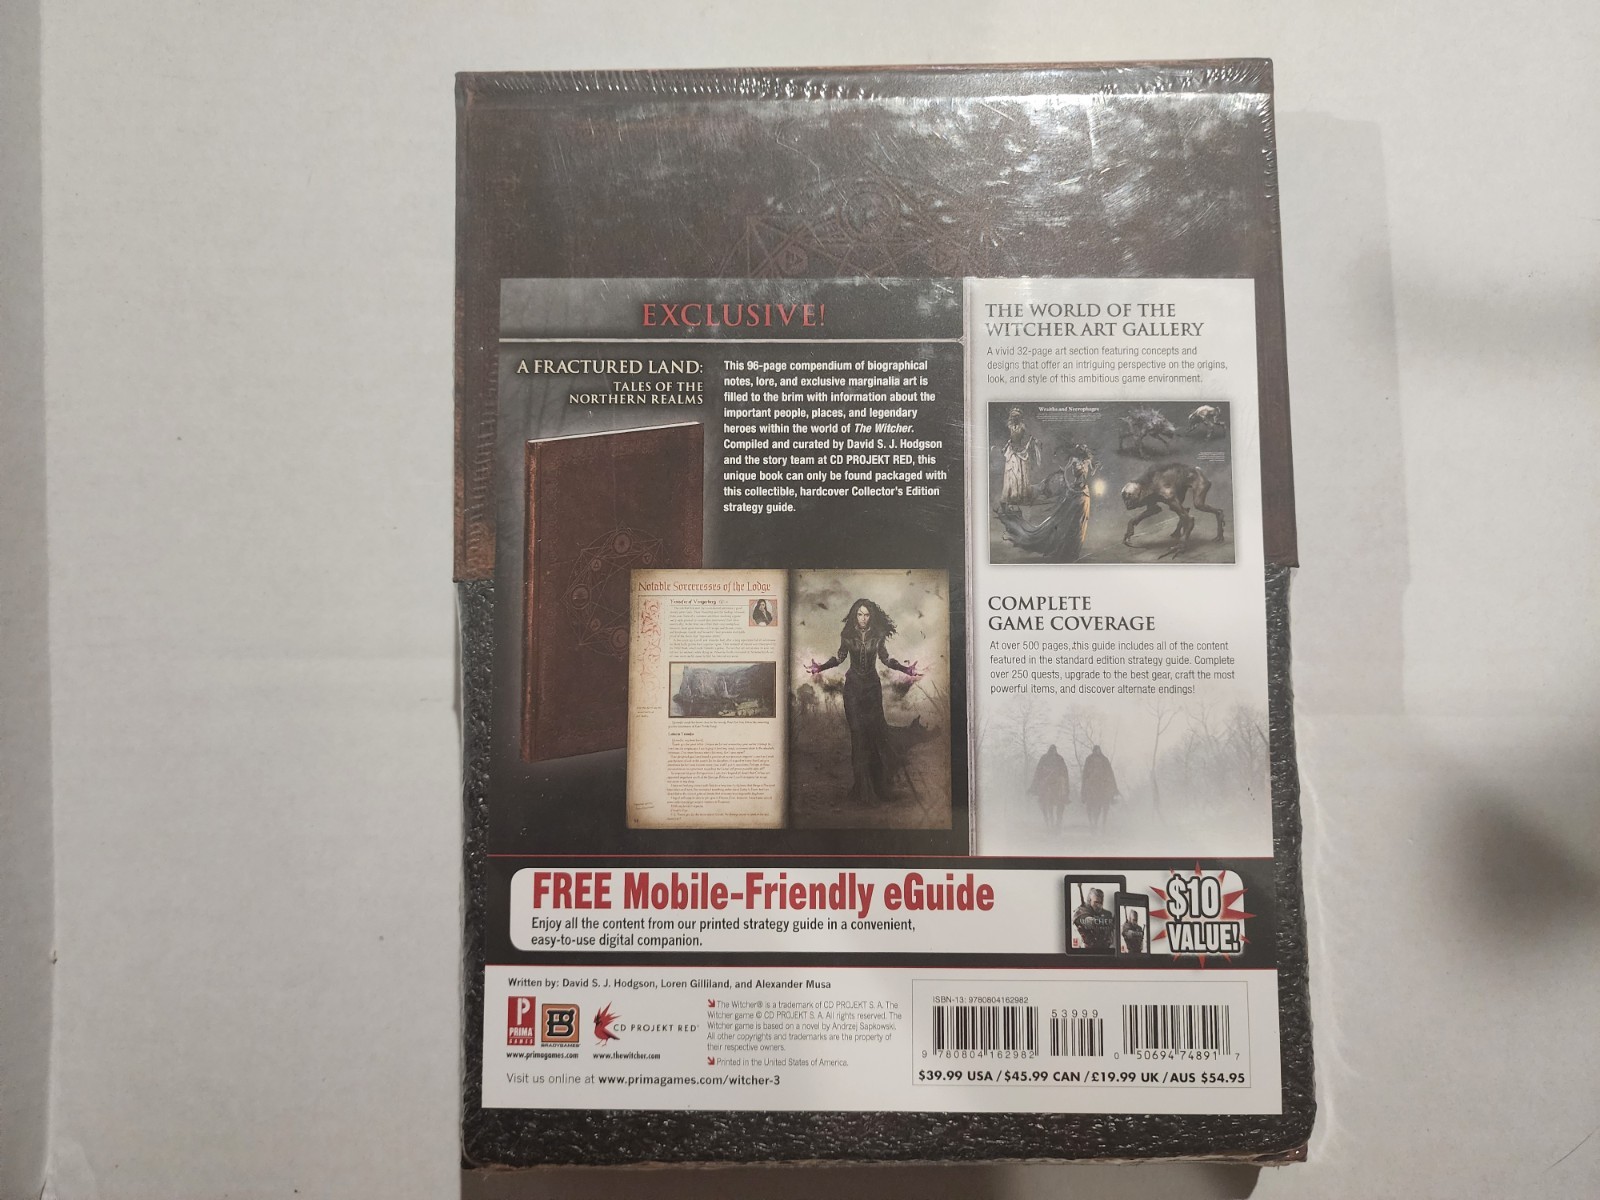 EXCLUSIVE!
A FRACTURED LAND:
TALES OF THE
NORTHERN REALMS
This 96-page compendium of biographical
notes, lore, and exclusive marginalia art is
filled to the brim with information about the
important people, places, and legendary
heroes within the world of The Witcher.
Compiled and curated by David S. J. Hodgson
and the story team at CD PROJEKT RED, this
unique book can only be found packaged with
this collectible, hardcover Collector's Edition
strategy guide.
Notable Sorceresses of the Lodge
THE WORLD OF THE
WITCHER ART GALLERY
A vivid 32-page art section featuring concepts and
designs that offer an intriguing perspective on the origins,
look, and style of this ambitious game environment.
Wraiths and Necrophages
COMPLETE
GAME COVERAGE
At over 500 pages, this guide includes all of the content
featured in the standard edition strategy guide. Complete
over 250 quests, upgrade to the best gear, craft the most
powerful items, and discover alternate endings!
FREE Mobile-Friendly eGuide
Enjoy all the content from our printed strategy guide in a convenient,
easy-to-use digital companion.
$10
VALUE!
Written by: David S. J. Hodgson, Loren Gilliland, and Alexander Musa
PRIMA
GAMES
BRADYGAMES
CD PROJEKT RED
www.primagames.com
www.thewitcher.com
The Witcher® is a trademark of CD PROJEKT S. A. The
Witcher game © CD PROJEKT S. A. All rights reserved. The
Witcher game is based on a novel by Andrzej Sapkowski.
All other copyrights and trademarks are the property of
their respective owners.
Printed in the United States of America.
Visit us online at www.primagames.com/witcher-3
ISBN-13: 9780804162982
53999
9 780804 162982
0 50694 74891 7
$39.99 USA / $45.99 CAN / £19.99 UK / AUS $54.95